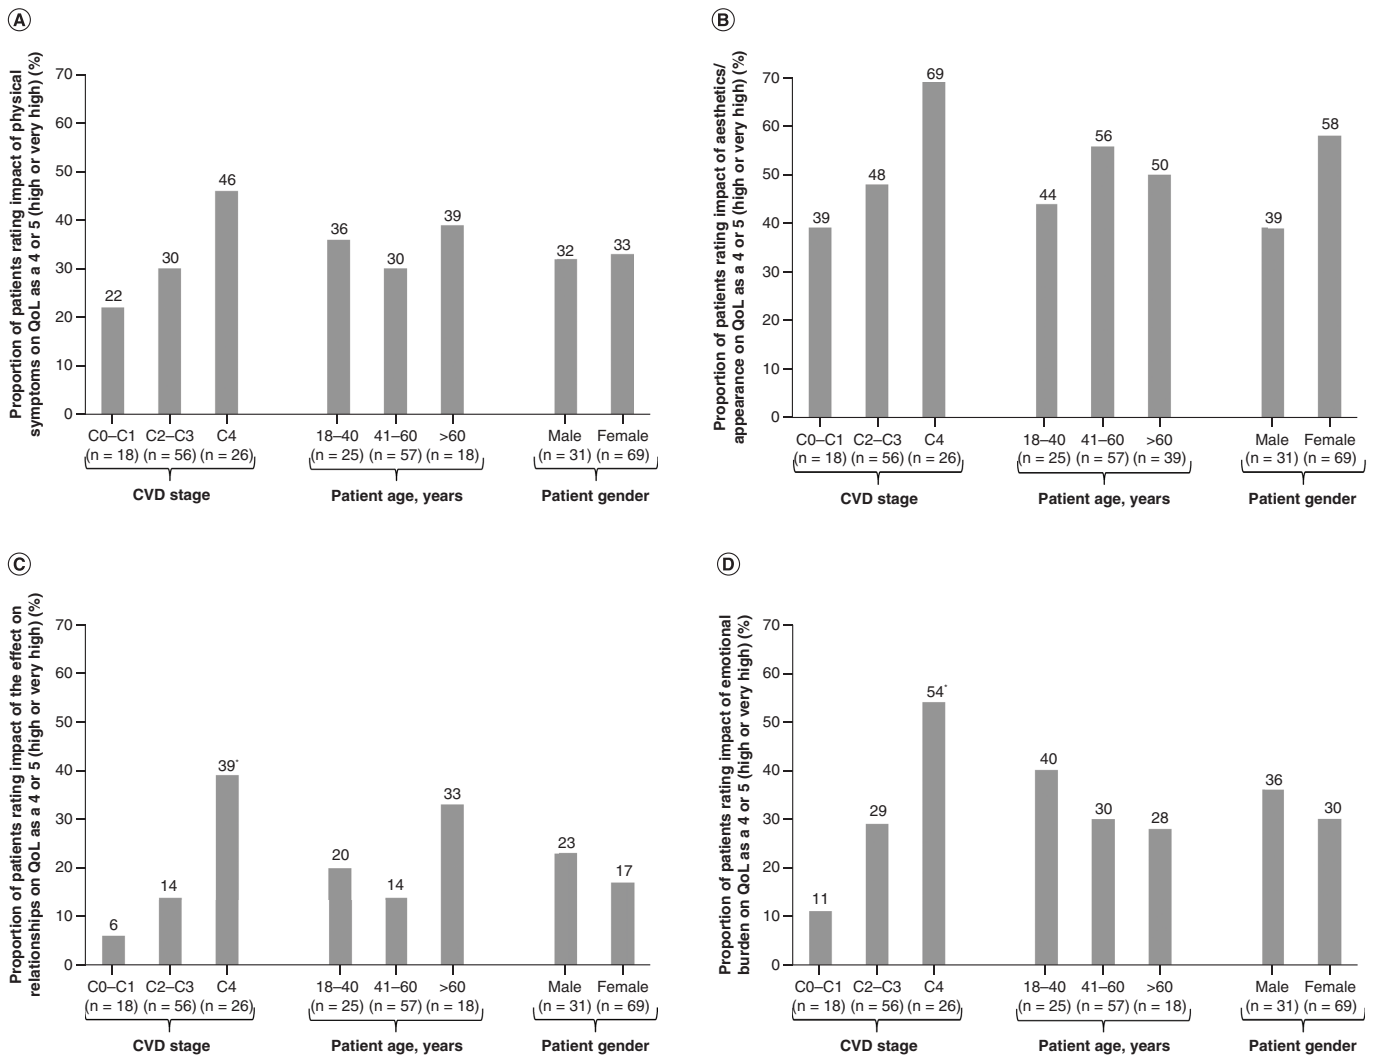 A
Proportion of patients rating impact of physical
symptoms on QoL as a 4 or 5 (high or very high) (%)
70
60
50
40
30
20
10
0
22
30
46
36
30
39
32
33
C0–C1 C2–C3 C4 18–40 41–60 >60 Male Female
(n = 18) (n = 56) (n = 26) (n = 25) (n = 57) (n = 18) (n = 31) (n = 69)
CVD stage Patient age, years Patient gender
B
Proportion of patients rating impact of aesthetics/
appearance on QoL as a 4 or 5 (high or very high) (%)
70
60
50
40
30
20
10
0
39
48
69
44
56
50
39
58
C0–C1 C2–C3 C4 18–40 41–60 >60 Male Female
(n = 18) (n = 56) (n = 26) (n = 25) (n = 57) (n = 39) (n = 31) (n = 69)
CVD stage Patient age, years Patient gender
C
Proportion of patients rating impact of the effect on
relationships on QoL as a 4 or 5 (high or very high) (%)
70
60
50
40
30
20
10
0
6
14
39*
20
14
33
23
17
C0–C1 C2–C3 C4 18–40 41–60 >60 Male Female
(n = 18) (n = 56) (n = 26) (n = 25) (n = 57) (n = 18) (n = 31) (n = 69)
CVD stage Patient age, years Patient gender
D
Proportion of patients rating impact of emotional
burden on QoL as a 4 or 5 (high or very high) (%)
70
60
50
40
30
20
10
0
11
29
54*
40
30
28
36
30
C0–C1 C2–C3 C4 18–40 41–60 >60 Male Female
(n = 18) (n = 56) (n = 26) (n = 25) (n = 57) (n = 18) (n = 31) (n = 69)
CVD stage Patient age, years Patient gender